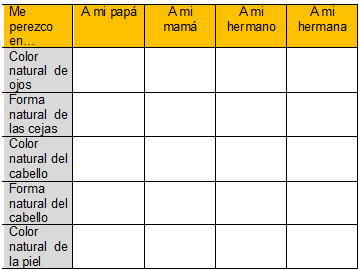 Me A mi papá A mi A mi A mi
perezco mamá hermano hermana
en…
Color
natural de
ojos
Forma
natural de
las cejas
Color
natural del
cabello
Forma
natural del
cabello
Color
natural de
la piel